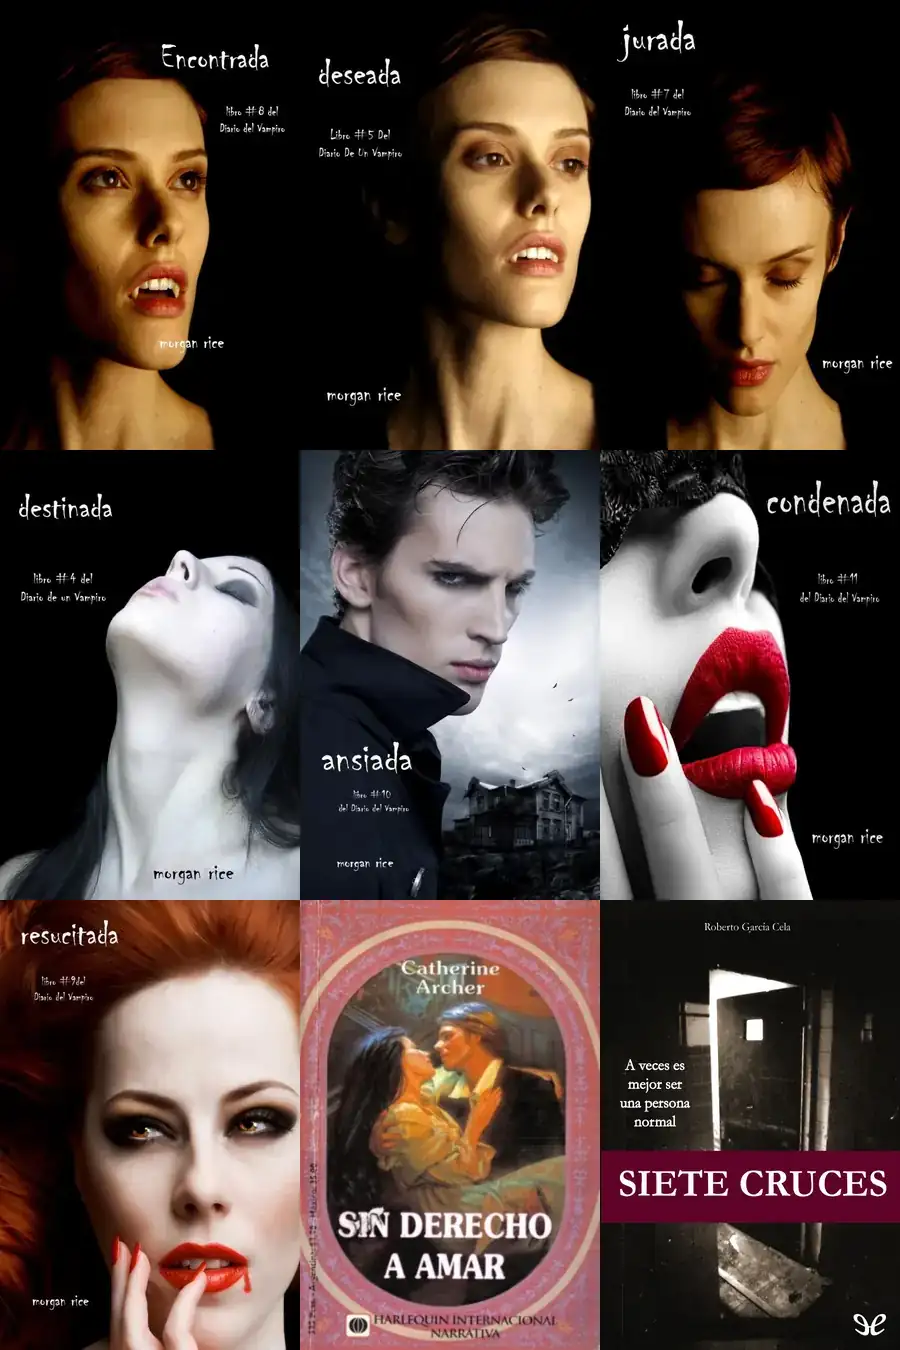 Encontrada
libro #8 del
Diario del Vampiro
morgan rice
deseada
Libro #5 Del
Diario De Un Vampiro
morgan rice
jurada
libro #7 del
Diario del Vampiro
morgan rice
destinada
libro #4 del
Diario de un Vampiro
morgan rice
ansiada
libro #10
del Diario del Vampiro
morgan rice
condenada
libro #11
del Diario del Vampiro
morgan rice
resucitada
libro #9del
Diario del Vampiro
morgan rice
Catherine
Archer
SIN DERECHO
A AMAR
HARLEQUIN INTERNACIONAL
NARRATIVA
Roberto García Cela
A veces es
mejor ser
una persona
normal
SIETE CRUCES